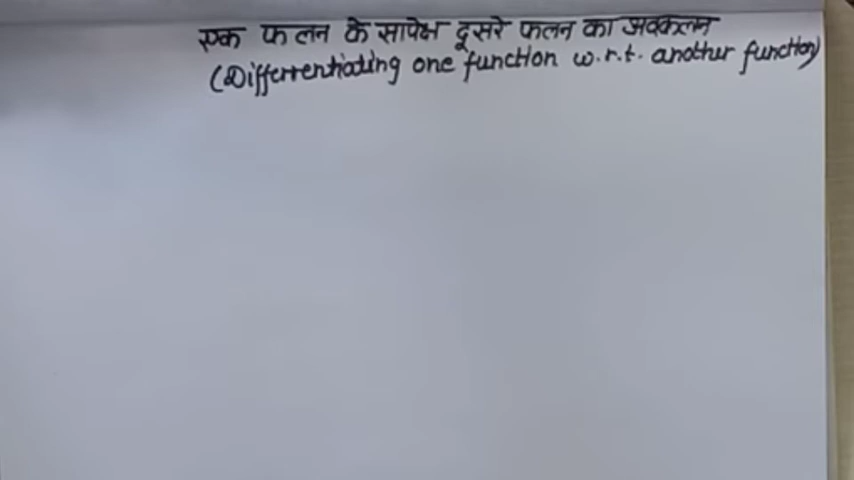 एक फलन के सापेक्ष दूसरे फलन का अवकलन
(Differentiating one function w.r.t. another function)